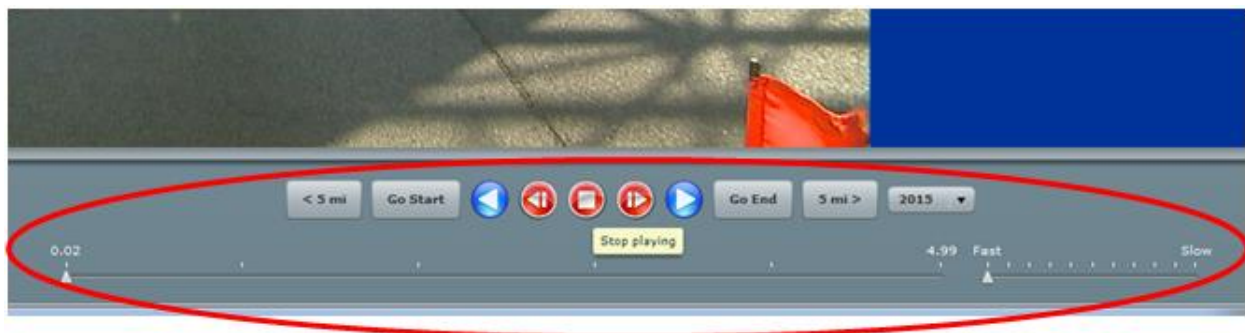 < 5 mi Go Start Go End 5 mi > 2015
Stop playing
0.02 4.99 Fast Slow